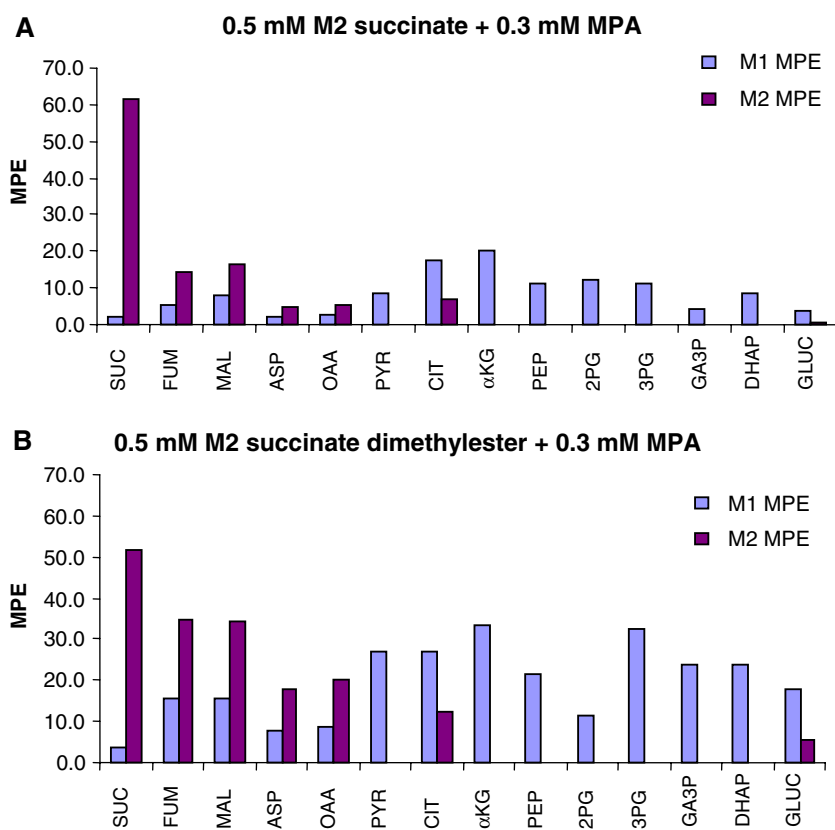 A
0.5 mM M2 succinate + 0.3 mM MPA
M1 MPE
M2 MPE
MPE
70.0
60.0
50.0
40.0
30.0
20.0
10.0
0.0
SUC
FUM
MAL
ASP
OAA
PYR
CIT
αKG
PEP
2PG
3PG
GA3P
DHAP
GLUC
B
0.5 mM M2 succinate dimethylester + 0.3 mM MPA
M1 MPE
M2 MPE
MPE
70.0
60.0
50.0
40.0
30.0
20.0
10.0
0.0
SUC
FUM
MAL
ASP
OAA
PYR
CIT
αKG
PEP
2PG
3PG
GA3P
DHAP
GLUC